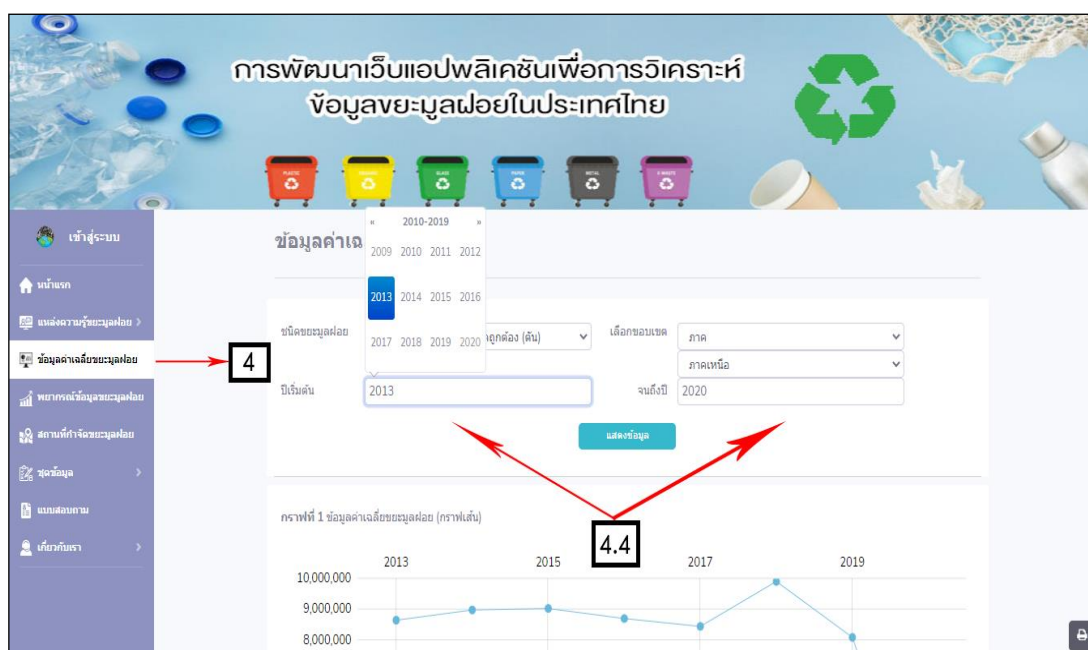 การพัฒนาเว็บแอปพลิเคชันเพื่อการวิเคราะห์
ข้อมูลขยะมูลฝอยในประเทศไทย
PLASTIC
GLASS
PAPER
METAL
E-WASTE
เข้าสู่ระบบ
หน้าแรก
แหล่งความรู้ขยะมูลฝอย
ข้อมูลค่าเฉลี่ยขยะมูลฝอย
พยากรณ์ข้อมูลขยะมูลฝอย
สถานที่กำจัดขยะมูลฝอย
ชุดข้อมูล
แบบสอบถาม
เกี่ยวกับเรา
4
ข้อมูลค่าเฉ
« 2010-2019 »
2009 2010 2011 2012
2013 2014 2015 2016
2017 2018 2019 2020
ชนิดขยะมูลฝอย
ถูกต้อง (ตัน)
เลือกขอบเขต
ภาค
ภาคเหนือ
ปีเริ่มต้น
2013
จนถึงปี
2020
แสดงข้อมูล
4.4
กราฟที่ 1 ข้อมูลค่าเฉลี่ยขยะมูลฝอย (กราฟเส้น)
2013 2015 2017 2019
10,000,000
9,000,000
8,000,000